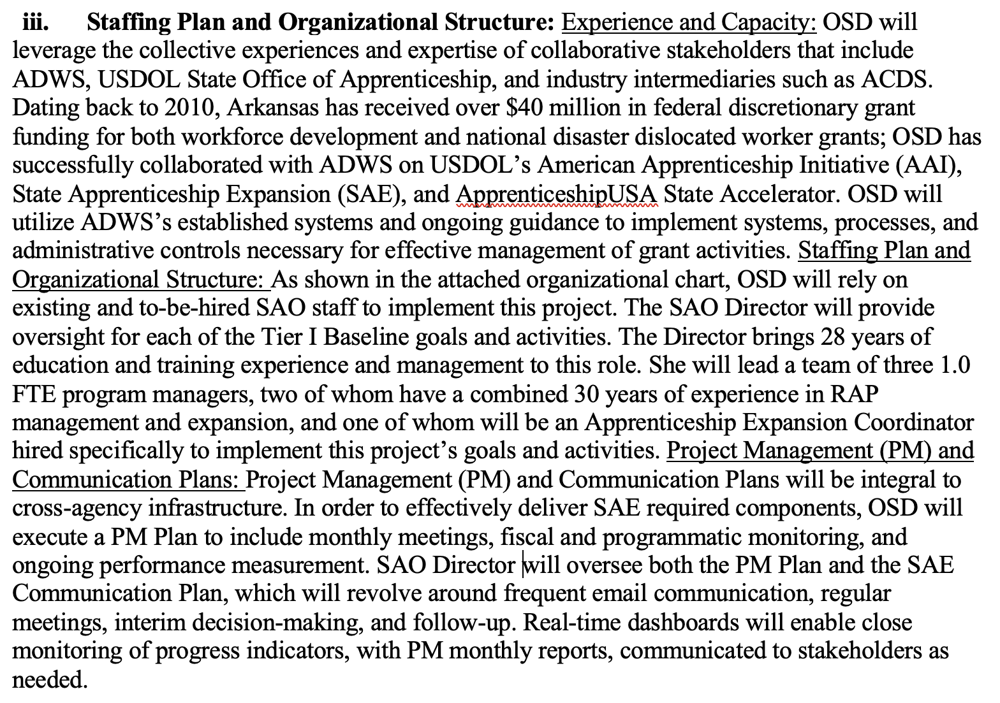 iii. Staffing Plan and Organizational Structure: Experience and Capacity: OSD will
leverage the collective experiences and expertise of collaborative stakeholders that include
ADWS, USDOL State Office of Apprenticeship, and industry intermediaries such as ACDS.
Dating back to 2010, Arkansas has received over $40 million in federal discretionary grant
funding for both workforce development and national disaster dislocated worker grants; OSD has
successfully collaborated with ADWS on USDOL’s American Apprenticeship Initiative (AAI),
State Apprenticeship Expansion (SAE), and ApprenticeshipUSA State Accelerator. OSD will
utilize ADWS’s established systems and ongoing guidance to implement systems, processes, and
administrative controls necessary for effective management of grant activities. Staffing Plan and
Organizational Structure: As shown in the attached organizational chart, OSD will rely on
existing and to-be-hired SAO staff to implement this project. The SAO Director will provide
oversight for each of the Tier I Baseline goals and activities. The Director brings 28 years of
education and training experience and management to this role. She will lead a team of three 1.0
FTE program managers, two of whom have a combined 30 years of experience in RAP
management and expansion, and one of whom will be an Apprenticeship Expansion Coordinator
hired specifically to implement this project’s goals and activities. Project Management (PM) and
Communication Plans: Project Management (PM) and Communication Plans will be integral to
cross-agency infrastructure. In order to effectively deliver SAE required components, OSD will
execute a PM Plan to include monthly meetings, fiscal and programmatic monitoring, and
ongoing performance measurement. SAO Director will oversee both the PM Plan and the SAE
Communication Plan, which will revolve around frequent email communication, regular
meetings, interim decision-making, and follow-up. Real-time dashboards will enable close
monitoring of progress indicators, with PM monthly reports, communicated to stakeholders as
needed.